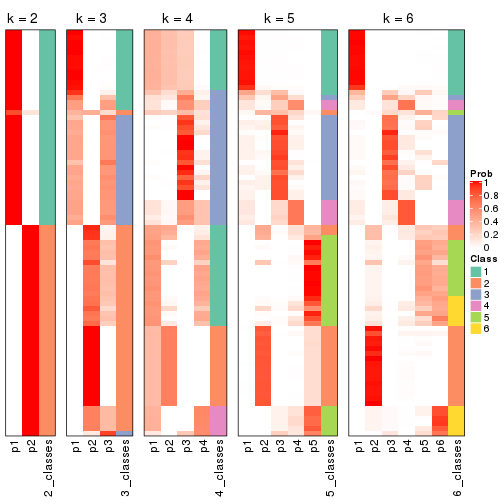 k = 2
k = 3
k = 4
k = 5
k = 6
Prob
1
0.8
0.6
0.4
0.2
0
Class
1
2
3
4
5
6
p1
p2
2_classes
p1
p2
p3
3_classes
p1
p2
p3
p4
4_classes
p1
p2
p3
p4
p5
5_classes
p1
p2
p3
p4
p5
p6
6_classes